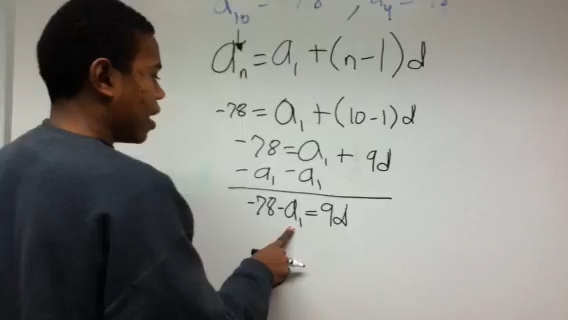 aₙ = a₁ + (n-1)d
-78 = a₁ + (10-1)d
-78 = a₁ + 9d
-a₁ -a₁
-78-a₁ = 9d